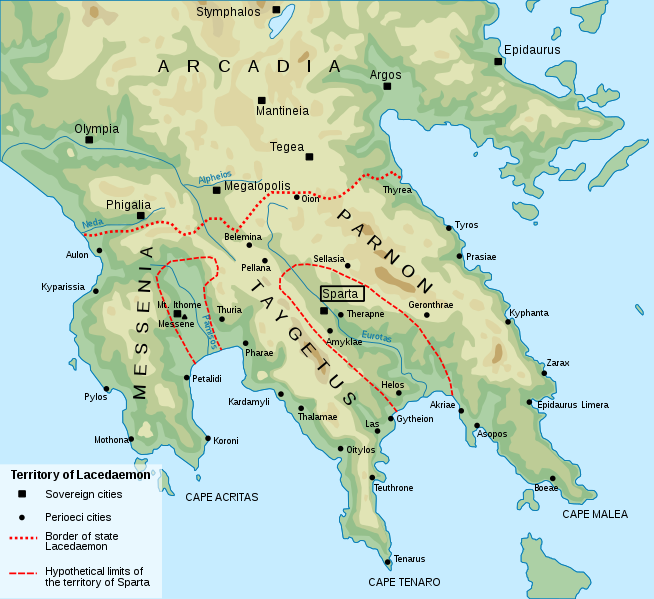 Stymphalos
Epidaurus
ARCADIA
Argos
Mantineia
Olympia
Tegea
Alpheios
Megalopolis
Thyrea
Oion
Phigalia
PARNON
Neda
Tyros
Belemina
Aulon
MESSENIA
Sellasia
Prasiae
Pellana
Kyparissia
TAYGETUS
Sparta
Mt. Ithome
Geronthrae
Thuria
Therapne
Kyphanta
Messene
Pamisos
Amyklae
Eurotas
Pharae
Zarax
Petalidi
Helos
Pylos
Kardamyli
Akriae
Epidaurus Limera
Thalamae
Gytheion
Las
Asopos
Mothona
Koroni
Oitylos
Teuthrone
Boeae
CAPE ACRITAS
CAPE MALEA
Tenarus
CAPE TENARO
Territory of Lacedaemon
Sovereign cities
Perioeci cities
Border of state
Lacedaemon
Hypothetical limits of
the territory of Sparta